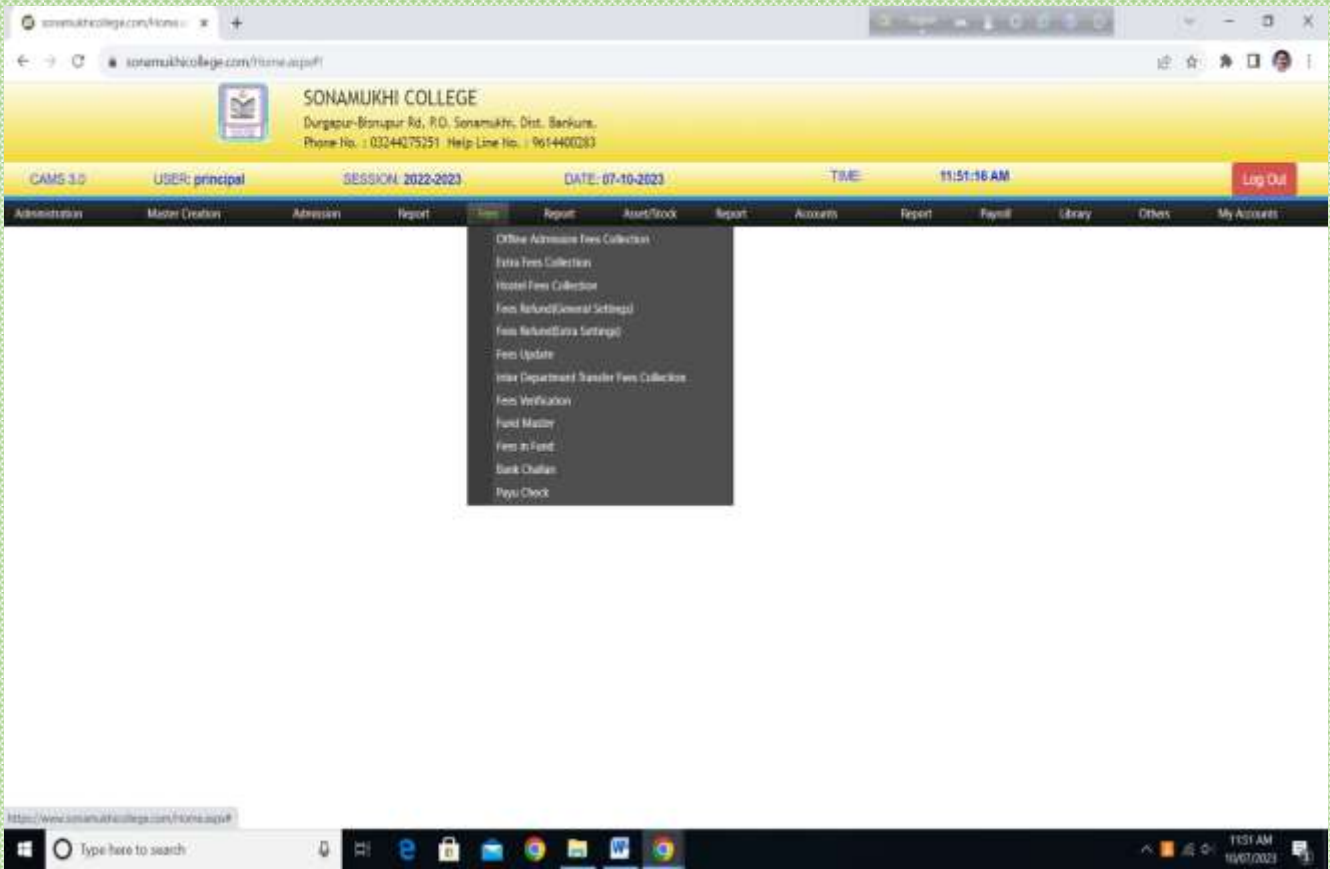 sonamukhicollege.com/Home.aspx#!
SONAMUKHI COLLEGE
Durgapur-Bisnupur Rd, P.O. Sonamukhi, Dist. Bankura,
Phone No. : 03244275251 Help Line No. : 9614400283
CAMS 3.0 USER: principal SESSION: 2022-2023 DATE: 07-10-2023 TIME: 11:51:16 AM Log Out
Administration Master Creation Admission Report Fees Report Asset/Stock Report Accounts Report Payroll Library Others My Accounts
Offline Admission Fees Collection
Extra Fees Collection
Hostel Fees Collection
Fees Refund(General Settings)
Fees Refund(Extra Settings)
Fees Update
Inter Department Transfer Fees Collection
Fees Verification
Fund Master
Fees in Fund
Bank Challan
Payu Check
https://www.sonamukhicollege.com/Home.aspx#
Type here to search
11:51 AM
10/07/2023